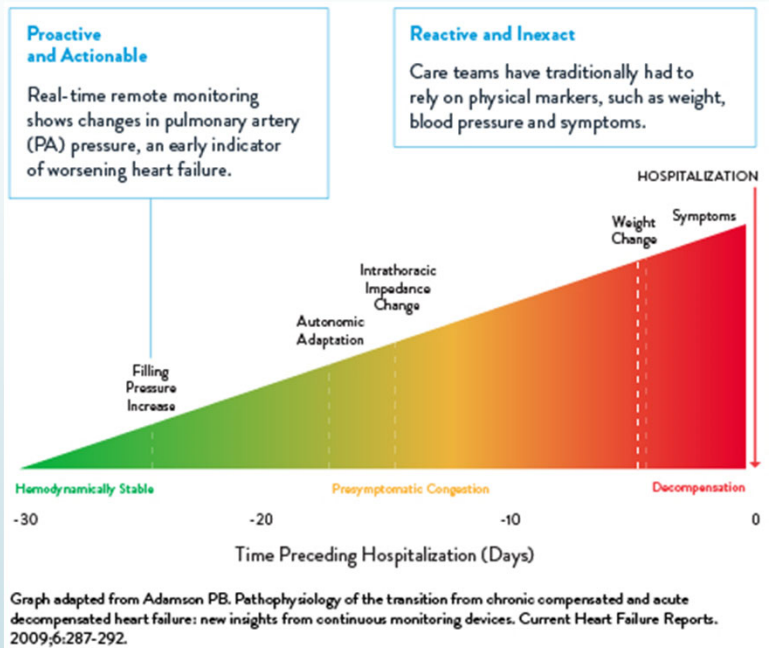 Proactive
and Actionable
Real-time remote monitoring
shows changes in pulmonary artery
(PA) pressure, an early indicator
of worsening heart failure.
Reactive and Inexact
Care teams have traditionally had to
rely on physical markers, such as weight,
blood pressure and symptoms.
HOSPITALIZATION
Symptoms
Weight
Change
Intrathoracic
Impedance
Change
Autonomic
Adaptation
Filling
Pressure
Increase
Hemodynamically Stable
Presymptomatic Congestion
Decompensation
-30
-20
-10
0
Time Preceding Hospitalization (Days)
Graph adapted from Adamson PB. Pathophysiology of the transition from chronic compensated and acute
decompensated heart failure: new insights from continuous monitoring devices. Current Heart Failure Reports.
2009;6:287-292.